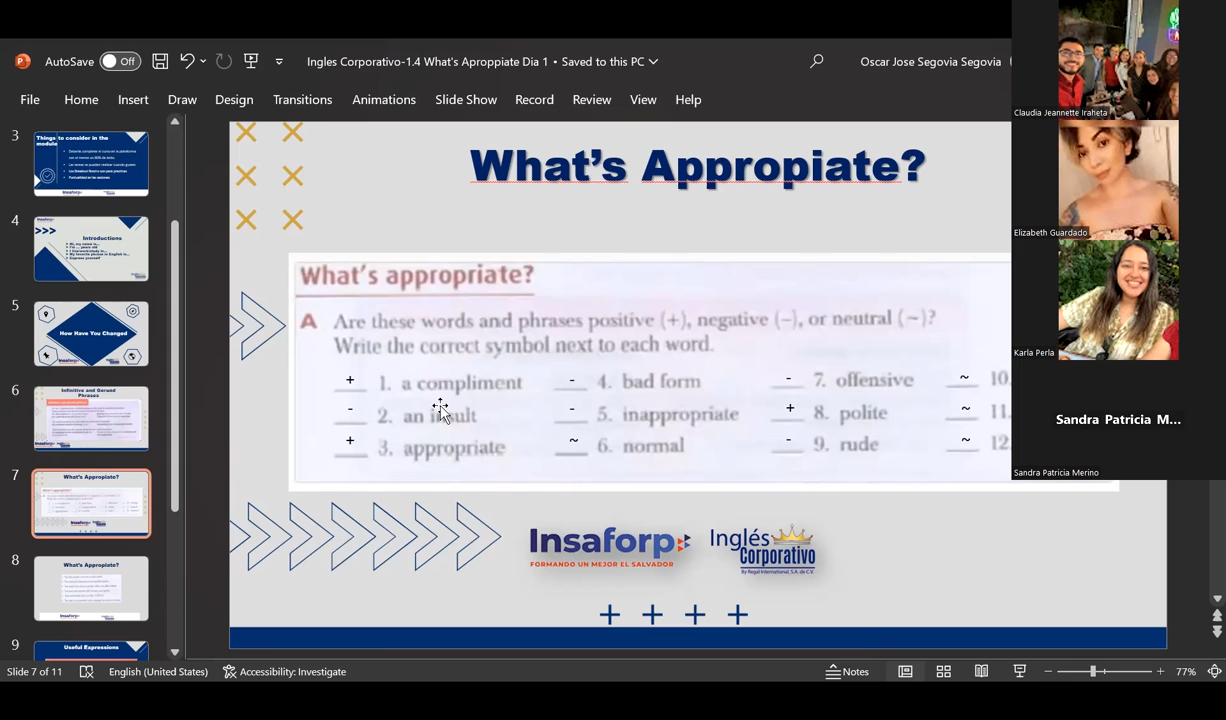 AutoSave Off
Ingles Corporativo-1.4 What's Aproppiate Dia 1 • Saved to this PC
Oscar Jose Segovia Segovia
File Home Insert Draw Design Transitions Animations Slide Show Record Review View Help
3
Things to consider in the module
4
Introductions
5
How Have You Changed
6
Infinitive and Gerund Phrases
7
What's Appropiate?
8
What's Appropiate?
9
Useful Expressions
What's Appropiate?
What's appropriate?
A Are these words and phrases positive (+), negative (−), or neutral (~)?
Write the correct symbol next to each word.
+ 1. a compliment - 4. bad form - 7. offensive ~ 10.
- 2. an insult - 5. inappropriate + 8. polite ~ 11.
+ 3. appropriate ~ 6. normal - 9. rude ~ 12.
Insaforp
FORMANDO UN MEJOR EL SALVADOR
Inglés
Corporativo
By Regal International, S.A. de C.V.
Claudia Jeannette Iraheta
Elizabeth Guardado
Karla Perla
Sandra Patricia M...
Sandra Patricia Merino
Slide 7 of 11 English (United States) Accessibility: Investigate Notes 77%